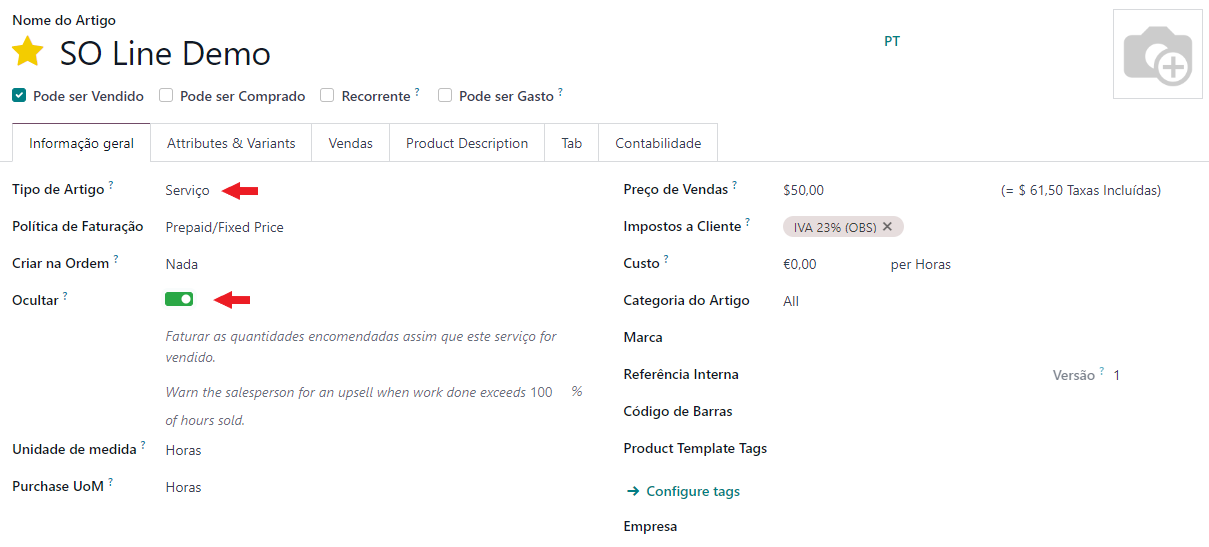 Nome do Artigo
SO Line Demo
PT
Pode ser Vendido Pode ser Comprado Recorrente ? Pode ser Gasto ?
Informação geral Attributes & Variants Vendas Product Description Tab Contabilidade
Tipo de Artigo ? Serviço
Política de Faturação Prepaid/Fixed Price
Criar na Ordem ? Nada
Ocultar ?
Faturar as quantidades encomendadas assim que este serviço for
vendido.
Warn the salesperson for an upsell when work done exceeds 100 %
of hours sold.
Unidade de medida ? Horas
Purchase UoM ? Horas
Preço de Vendas ? $50,00 (= $ 61,50 Taxas Incluídas)
Impostos a Cliente ? IVA 23% (OBS) ✕
Custo ? €0,00 per Horas
Categoria do Artigo All
Marca
Referência Interna Versão ? 1
Código de Barras
Product Template Tags
→ Configure tags
Empresa